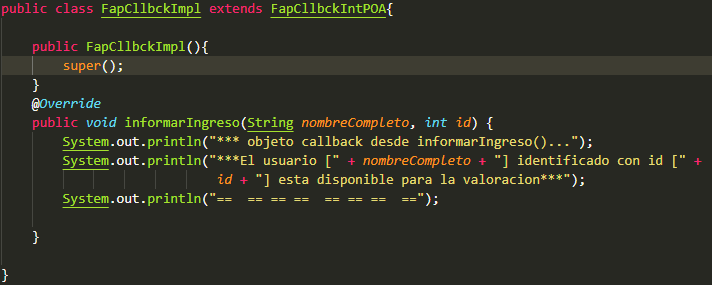 public class FapCllbckImpl extends FapCllbckIntPOA{
public FapCllbckImpl(){
super();
}
@Override
public void informarIngreso(String nombreCompleto, int id) {
System.out.println("*** objeto callback desde informarIngreso()...");
System.out.println("***El usuario [" + nombreCompleto + "] identificado con id [" +
id + "] esta disponible para la valoracion***");
System.out.println("==  == == ==  == == ==  ==");
}
}